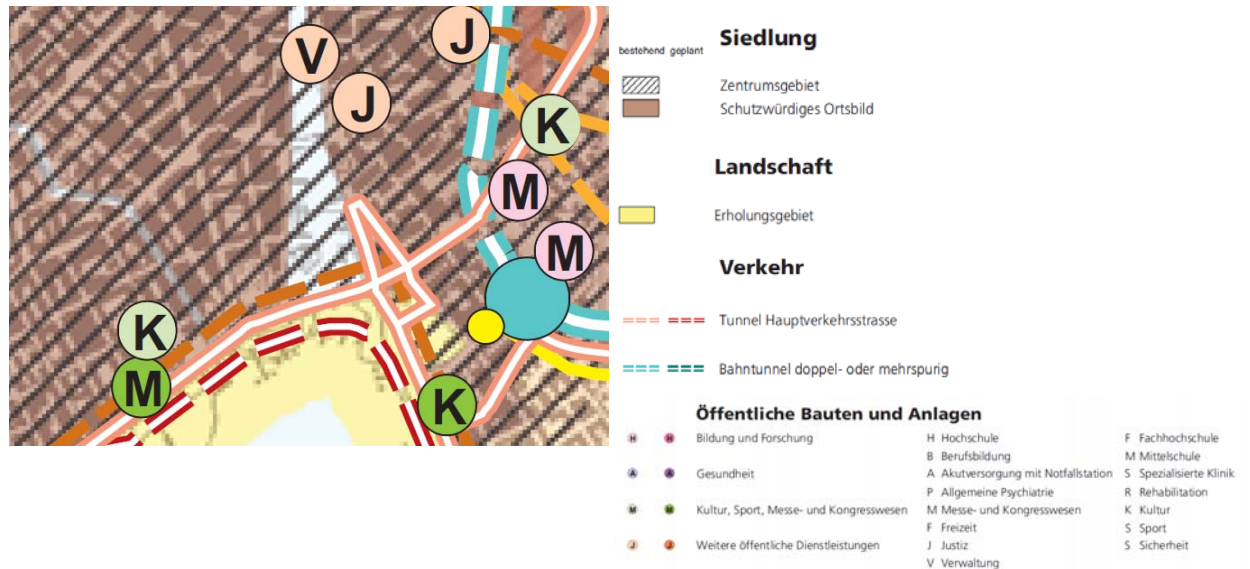 J
V
J
K
M
M
K
M
K
bestehend geplant
Siedlung
Zentrumsgebiet
Schutzwürdiges Ortsbild
Landschaft
Erholungsgebiet
Verkehr
Tunnel Hauptverkehrsstrasse
Bahntunnel doppel- oder mehrspurig
Öffentliche Bauten und Anlagen
H H Bildung und Forschung H Hochschule F Fachhochschule
B Berufsbildung M Mittelschule
A A Gesundheit A Akutversorgung mit Notfallstation S Spezialisierte Klinik
P Allgemeine Psychiatrie R Rehabilitation
M M Kultur, Sport, Messe- und Kongresswesen M Messe- und Kongresswesen K Kultur
F Freizeit S Sport
J J Weitere öffentliche Dienstleistungen J Justiz S Sicherheit
V Verwaltung